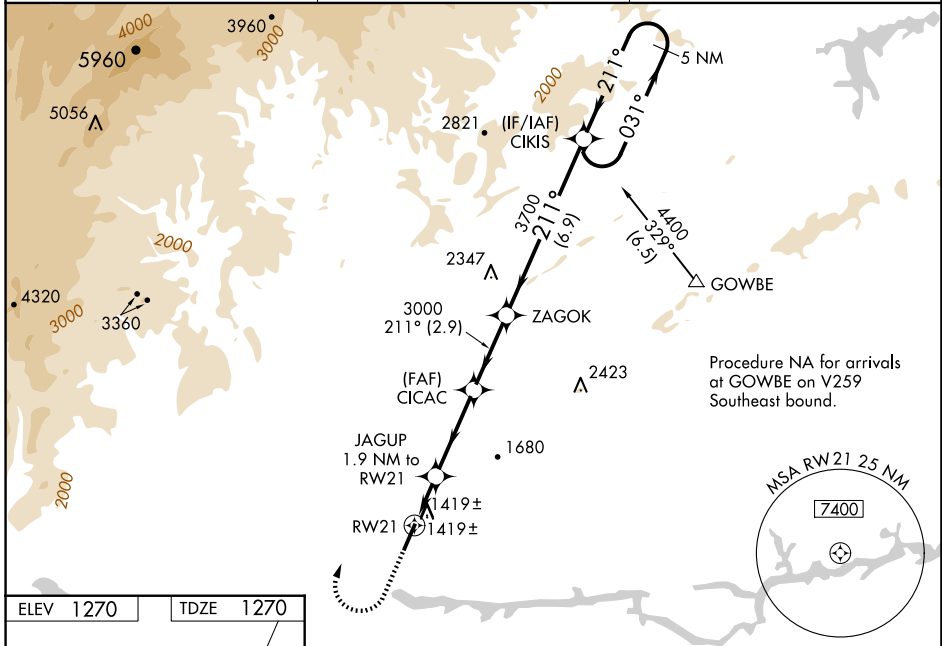 4000
3960
3000
5960
5056
2821
(IF/IAF)
CIKIS
2000
211°
031°
5 NM
3700
211°
(6.9)
4400
329°
(6.5)
GOWBE
2000
2347
4320
3000
3360
3000
211° (2.9)
ZAGOK
(FAF)
CICAC
2423
Procedure NA for arrivals
at GOWBE on V259
Southeast bound.
JAGUP
1.9 NM to
RW21
1680
2000
1419±
RW21
1419±
MSA RW21 25 NM
7400
ELEV 1270
TDZE 1270